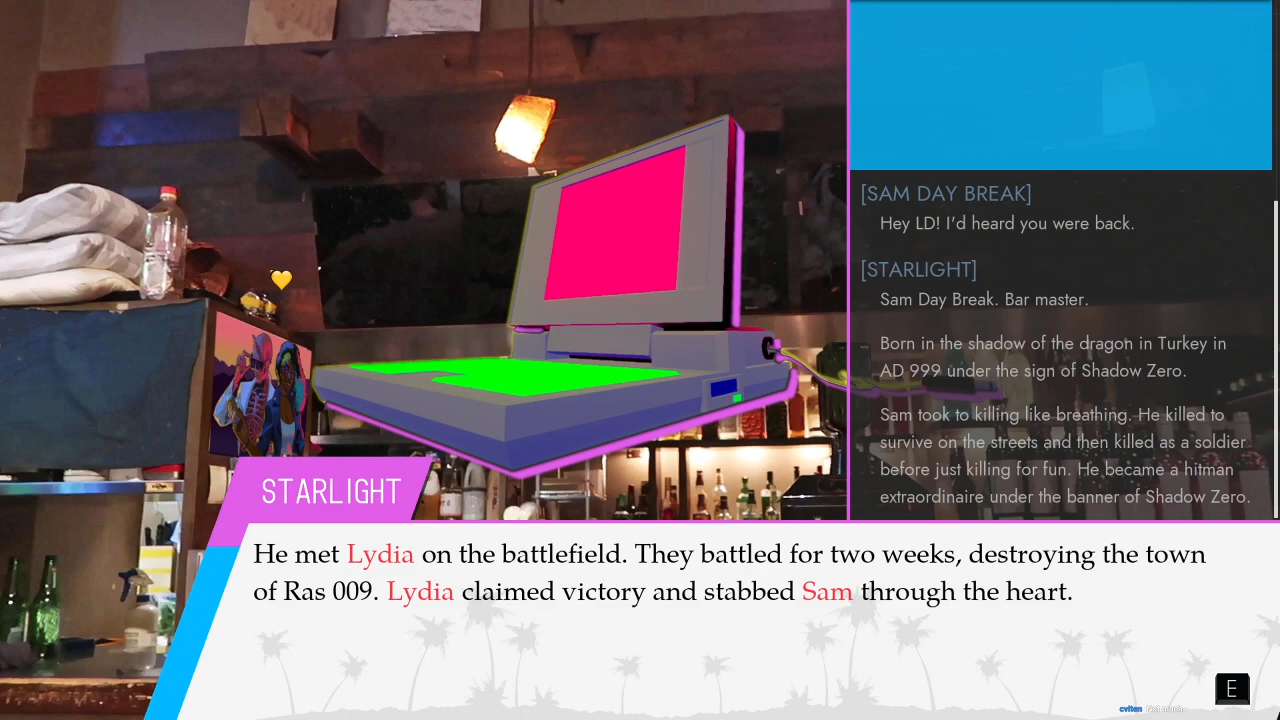 [SAM DAY BREAK]
Hey LD! I'd heard you were back.
[STARLIGHT]
Sam Day Break. Bar master.
Born in the shadow of the dragon in Turkey in
AD 999 under the sign of Shadow Zero.
Sam took to killing like breathing. He killed to
survive on the streets and then killed as a soldier
before just killing for fun. He became a hitman
extraordinaire under the banner of Shadow Zero.
STARLIGHT
He met Lydia on the battlefield. They battled for two weeks, destroying the town
of Ras 009. Lydia claimed victory and stabbed Sam through the heart.
E
cvilen Not much